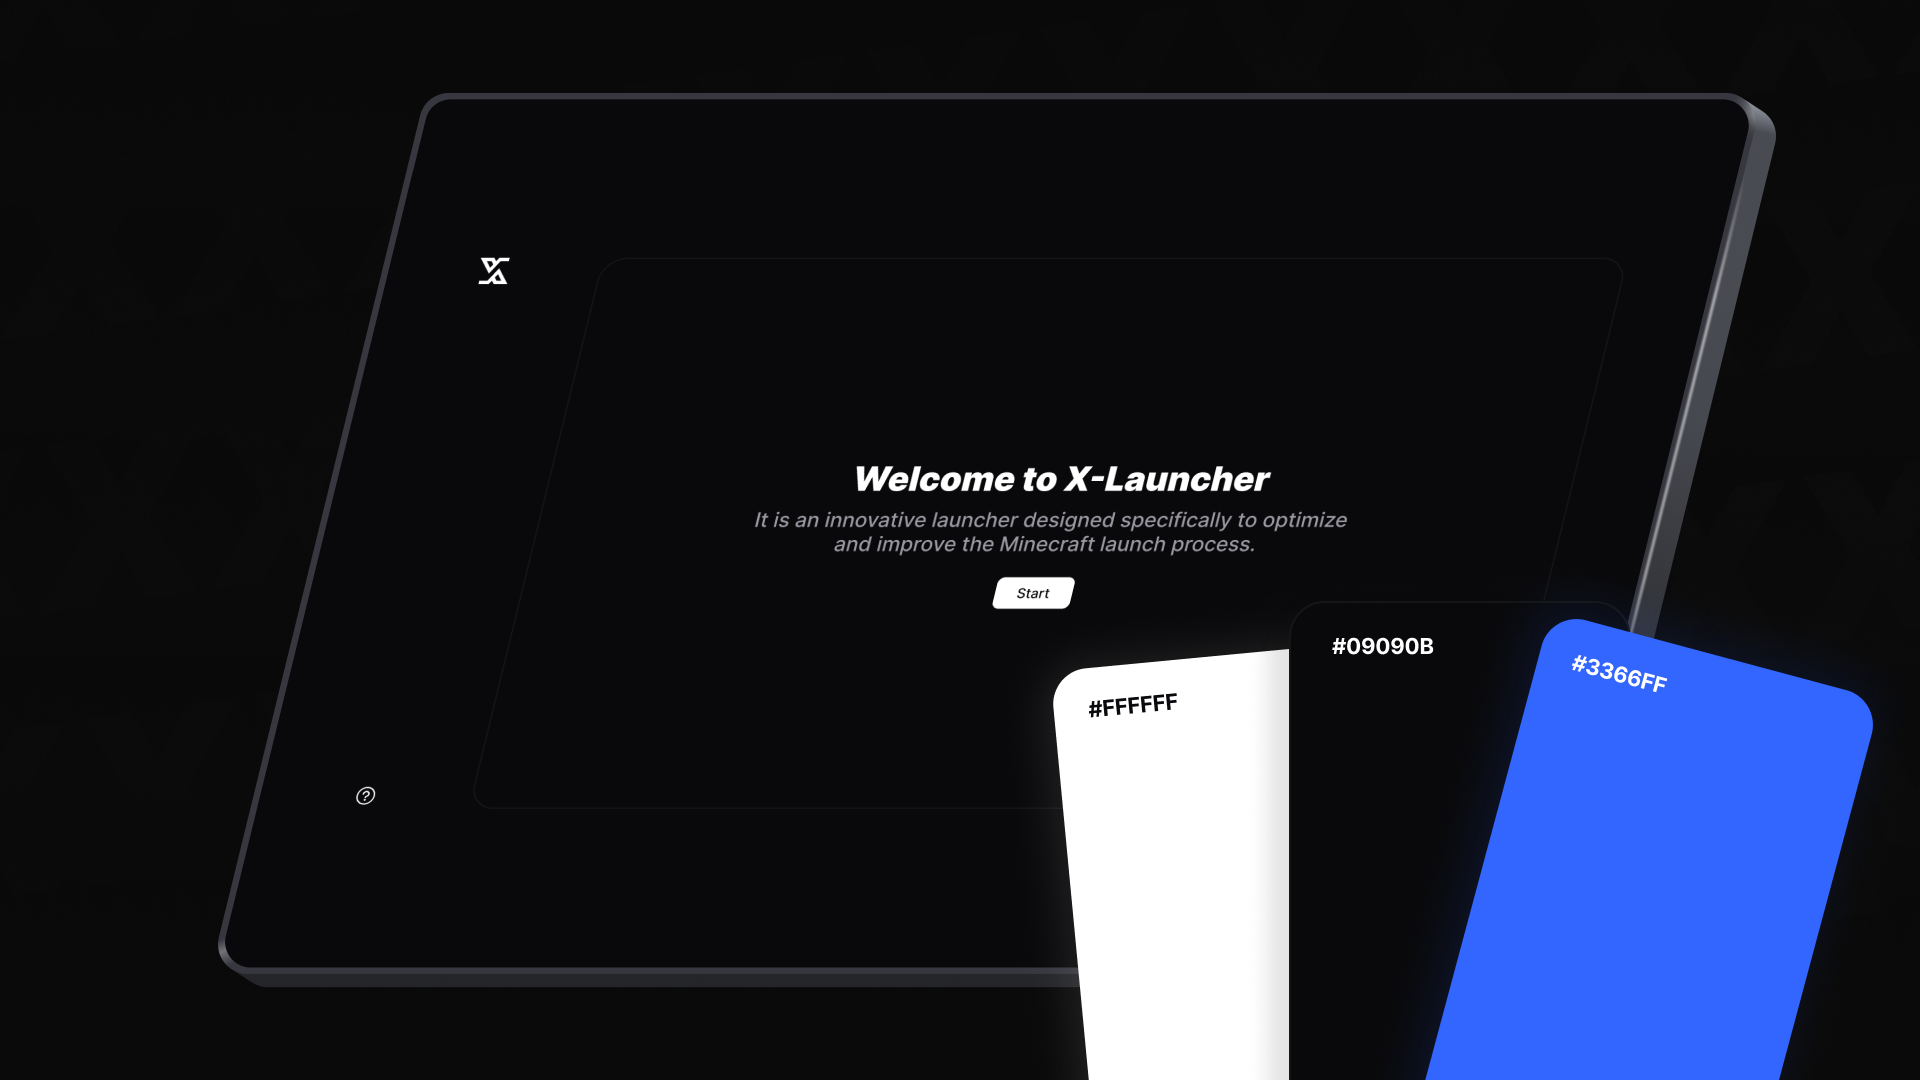 Welcome to X-Launcher
It is an innovative launcher designed specifically to optimize
and improve the Minecraft launch process.
Start
#FFFFFF
#09090B
#3366FF